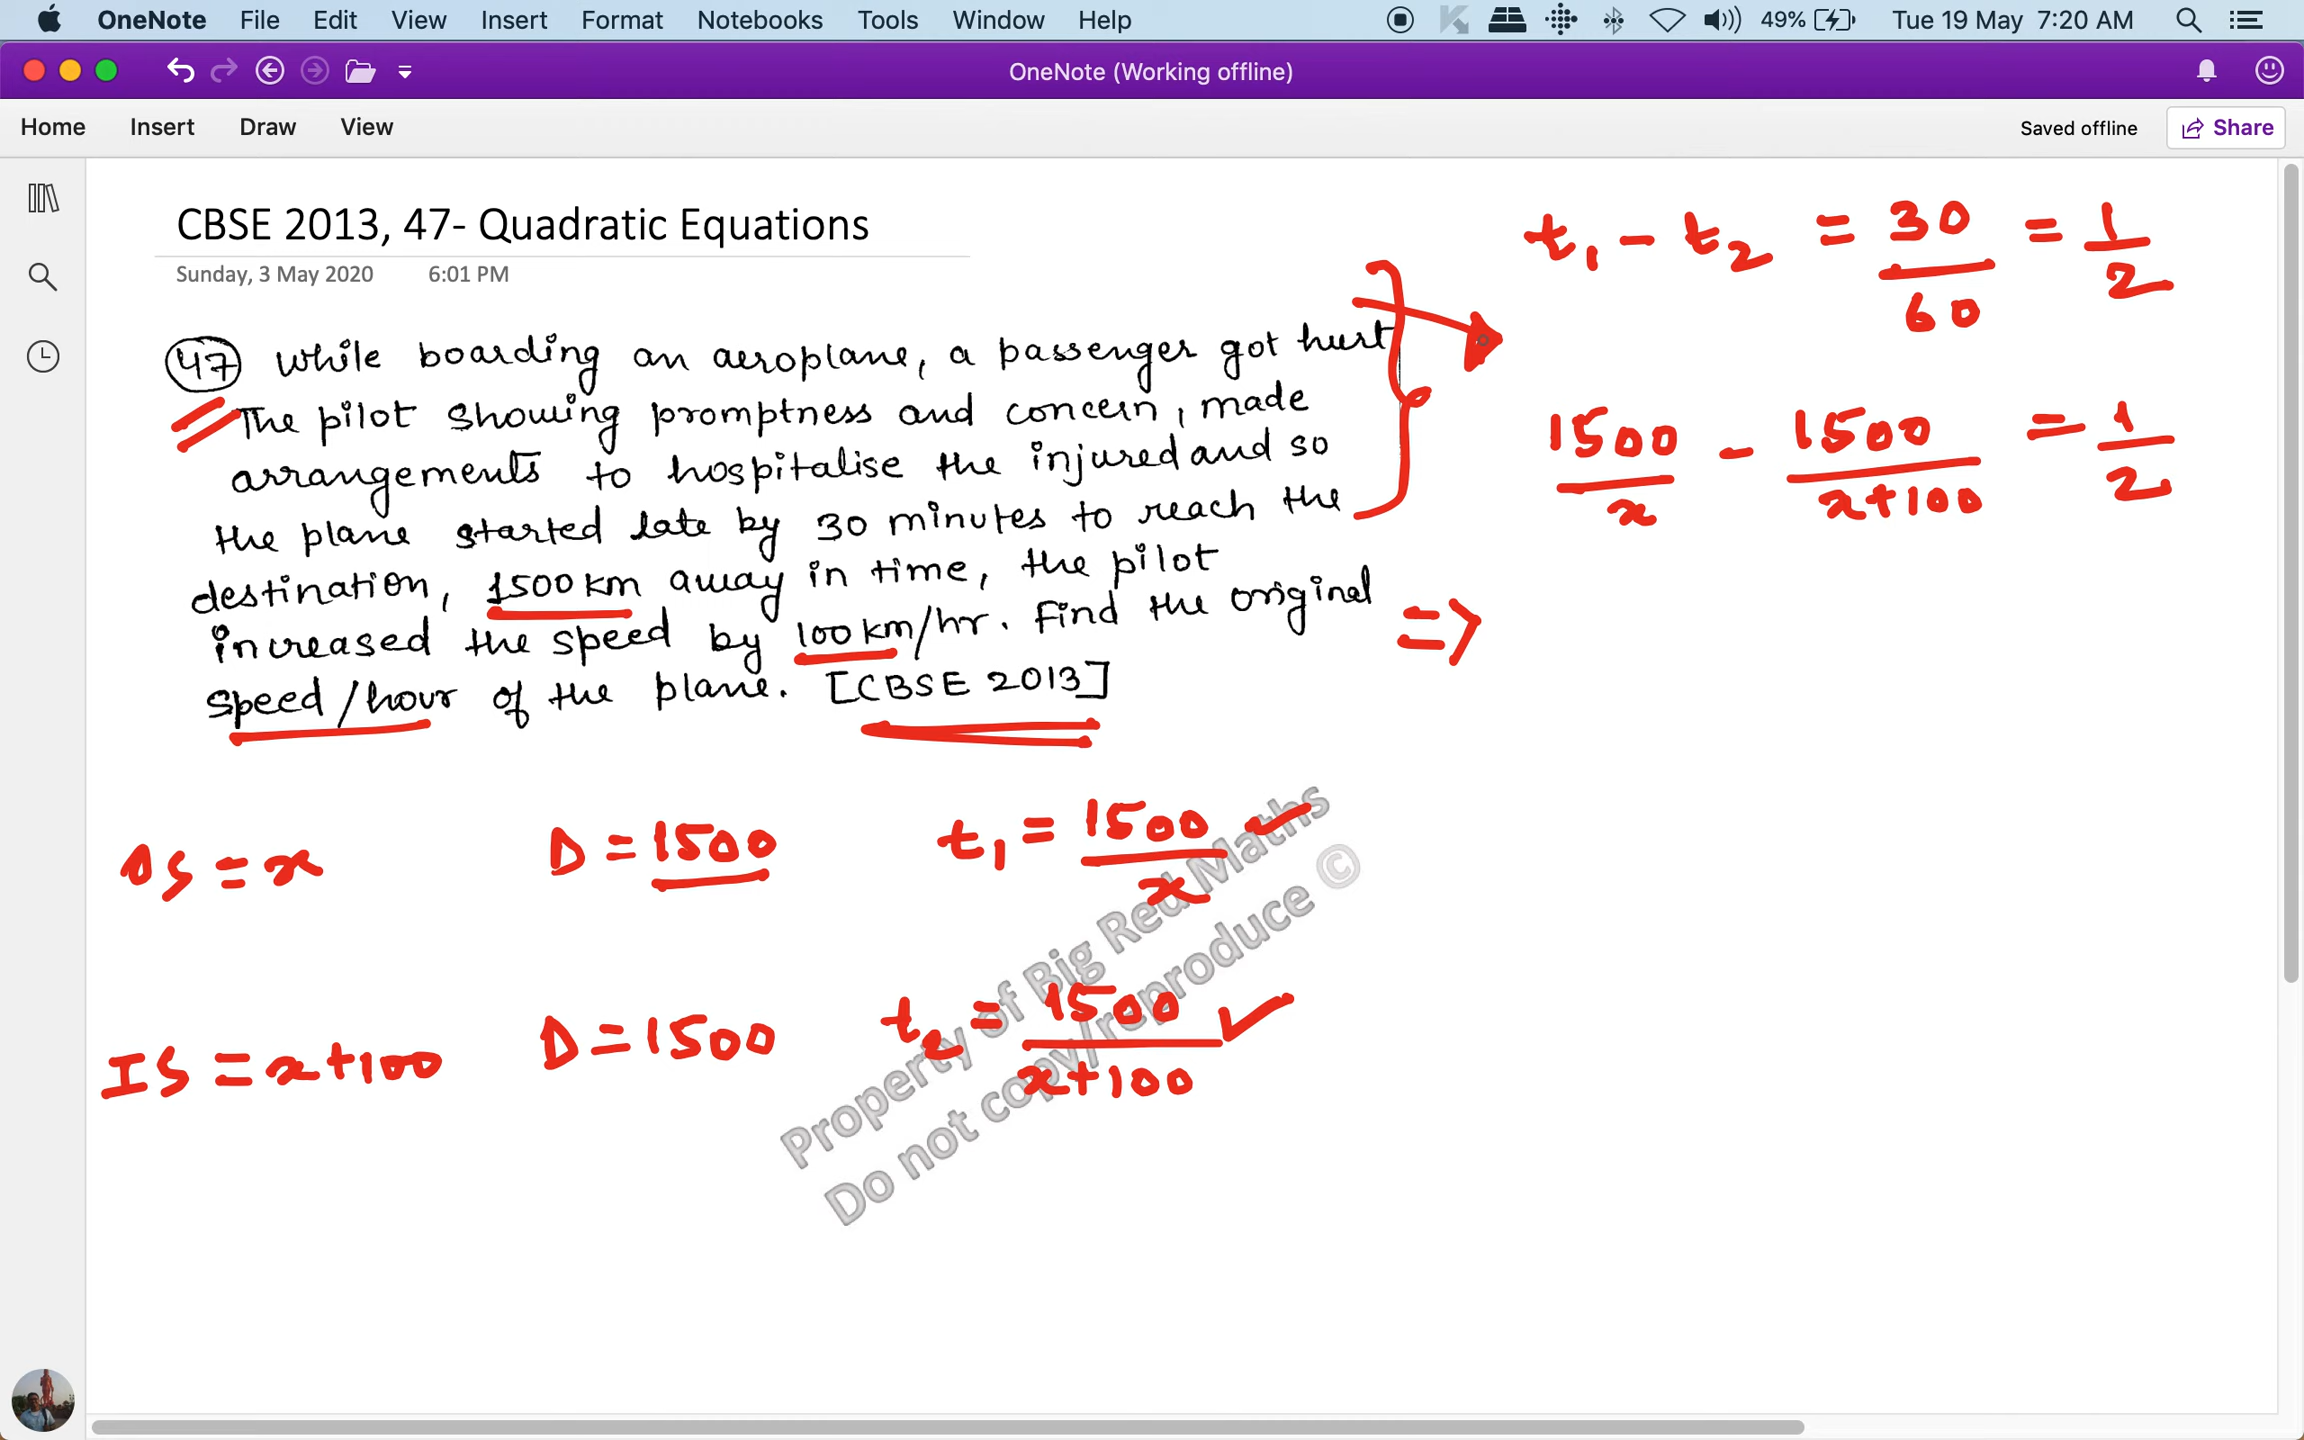 OneNote File Edit View Insert Format Notebooks Tools Window Help 49% Tue 19 May 7:20 AM
OneNote (Working offline)
Home Insert Draw View Saved offline Share
CBSE 2013, 47- Quadratic Equations
Sunday, 3 May 2020 6:01 PM
47 While boarding an aeroplane, a passenger got hurt
The pilot showing promptness and concern, made
arrangements to hospitalise the injured and so
the plane started late by 30 minutes to reach the
destination, 1500 km away in time, the pilot
increased the speed by 100 km/hr. Find the original
speed/hour of the plane. [CBSE 2013]
t₁ - t₂ = 30/60 = 1/2
1500/x - 1500/x+100 = 1/2
=>
OS = x D = 1500 t₁ = 1500/x
IS = x+100 D = 1500 t₂ = 1500/x+100
Property of Big Red Maths
Do not copy/reproduce ©